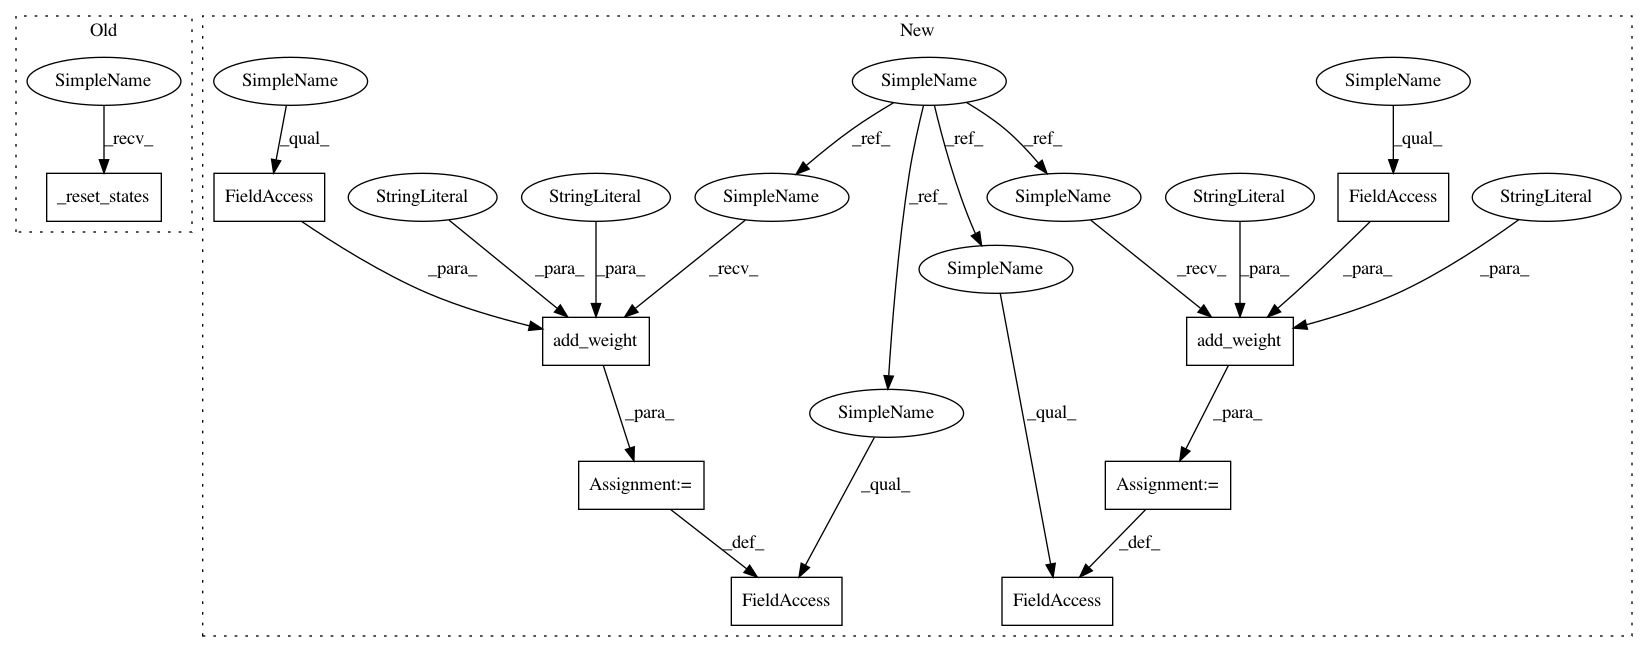 Old
New
SimpleName
SimpleName
SimpleName
SimpleName
_recv_
_qual_
_ref_
_ref_
_ref_
_qual_
_reset_states
FieldAccess
StringLiteral
StringLiteral
SimpleName
_ref_
SimpleName
StringLiteral
FieldAccess
StringLiteral
_para_
_para_
_para_
_recv_
SimpleName
_recv_
_para_
_para_
_para_
add_weight
add_weight
_para_
SimpleName
_qual_
_para_
Assignment:=
_qual_
Assignment:=
_def_
_def_
FieldAccess
FieldAccess